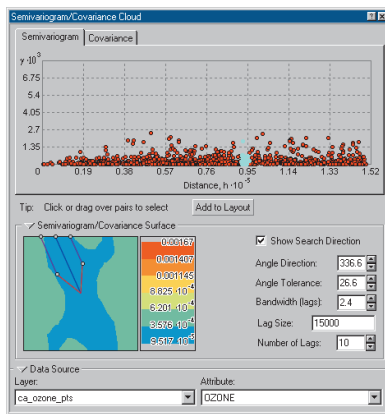 Semivariogram/Covariance Cloud
Semivariogram Covariance
γ·10³
6.75
5.4
4.05
2.7
1.35
0 0.19 0.38 0.57 0.76 0.95 1.14 1.33 1.52
Distance, h·10⁻⁵
Tip: Click or drag over pairs to select Add to Layout
Semivariogram/Covariance Surface
0.00167
0.001407
0.001145
8.825·10⁻⁴
6.201·10⁻⁴
3.576·10⁻⁴
9.517·10⁻⁵
Show Search Direction
Angle Direction: 336.6
Angle Tolerance: 26.6
Bandwidth (lags): 2.4
Lag Size: 15000
Number of Lags: 10
Data Source
Layer: Attribute:
ca_ozone_pts OZONE